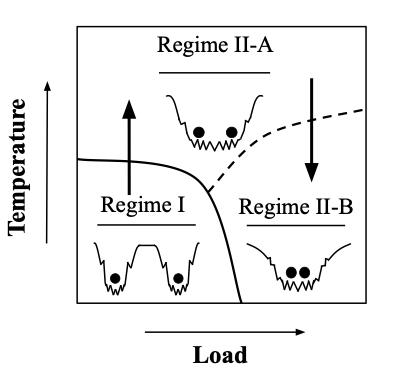 Regime II-A
Temperature
Regime I
Regime II-B
Load